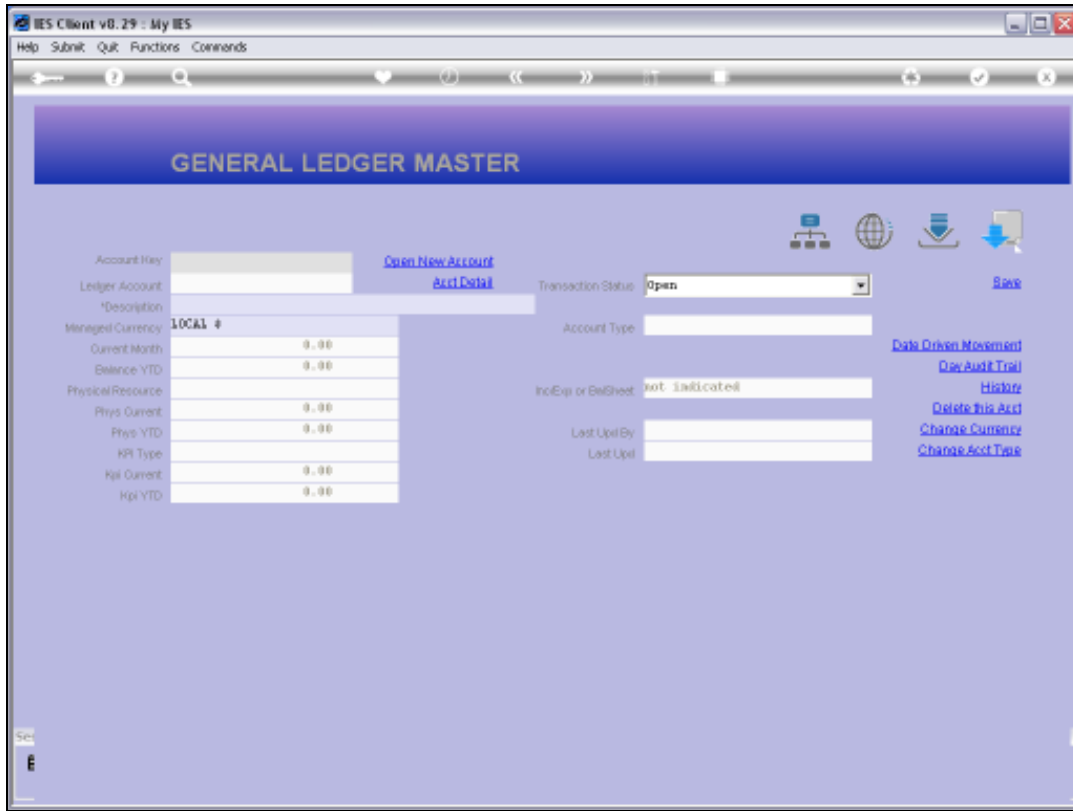 IES Client v8.29 : My IES
Help Submit Quit Functions Commands
GENERAL LEDGER MASTER
Account Key
Open New Account
Ledger Account
Acct Detail
Transaction Status Open
Save
*Description
Managed Currency LOCAL #
Account Type
Current Month 0.00
Date Driven Movement
Balance YTD 0.00
Day Audit Trail
Physical Resource
Inc/Exp or BalSheet not indicated
History
Phys Current 0.00
Delete this Acct
Phys YTD 0.00
Last Upd By
Change Currency
KPI Type
Last Upd
Change Acct Type
Kpi Current 0.00
Kpi YTD 0.00